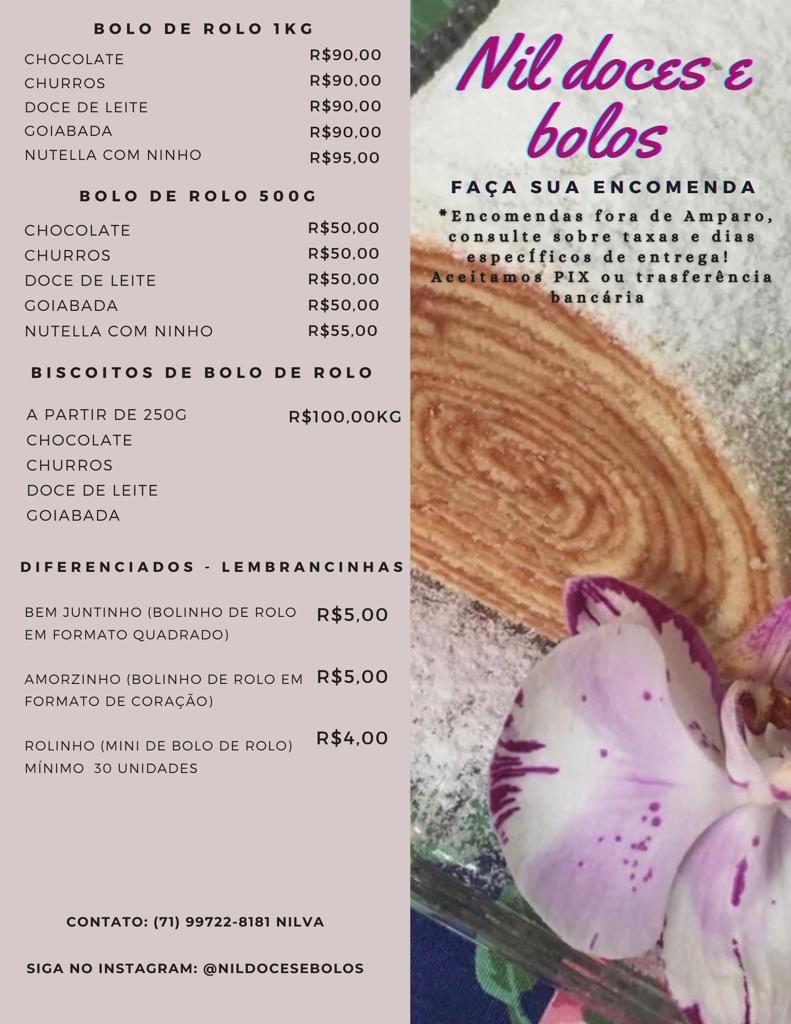 BOLO DE ROLO 1KG
CHOCOLATE R$90,00
CHURROS R$90,00
DOCE DE LEITE R$90,00
GOIABADA R$90,00
NUTELLA COM NINHO R$95,00
BOLO DE ROLO 500G
CHOCOLATE R$50,00
CHURROS R$50,00
DOCE DE LEITE R$50,00
GOIABADA R$50,00
NUTELLA COM NINHO R$55,00
BISCOITOS DE BOLO DE ROLO
A PARTIR DE 250G R$100,00KG
CHOCOLATE
CHURROS
DOCE DE LEITE
GOIABADA
DIFERENCIADOS - LEMBRANCINHAS
BEM JUNTINHO (BOLINHO DE ROLO R$5,00
EM FORMATO QUADRADO)
AMORZINHO (BOLINHO DE ROLO EM R$5,00
FORMATO DE CORAÇÃO)
ROLINHO (MINI DE BOLO DE ROLO) R$4,00
MÍNIMO 30 UNIDADES
CONTATO: (71) 99722-8181 NILVA
SIGA NO INSTAGRAM: @NILDOCESEBOLOS
Nil doces e
bolos
FAÇA SUA ENCOMENDA
*Encomendas fora de Amparo,
consulte sobre taxas e dias
específicos de entrega!
Aceitamos PIX ou trasferência
bancária